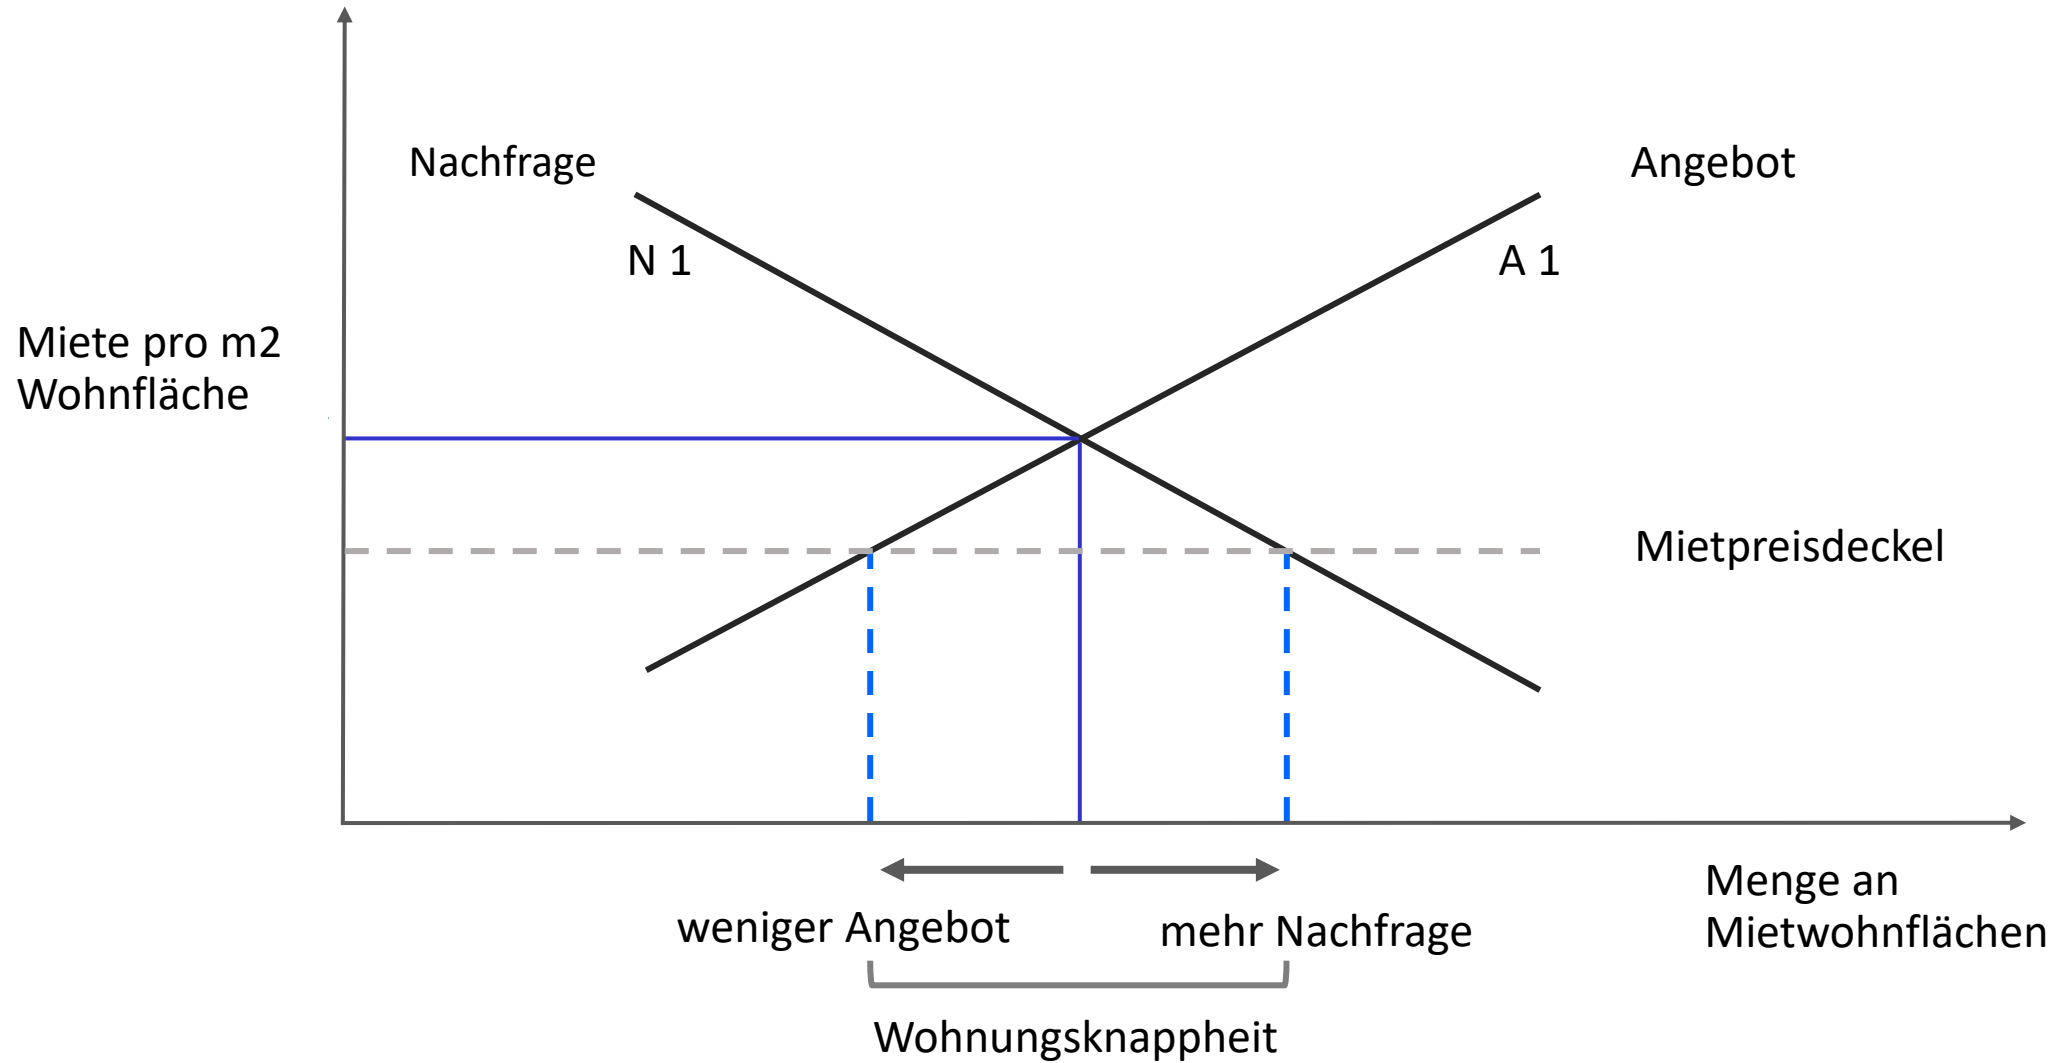 Nachfrage
Angebot
N 1
A 1
Miete pro m2
Wohnfläche
Mietpreisdeckel
Menge an
Mietwohnflächen
weniger Angebot
mehr Nachfrage
Wohnungsknappheit